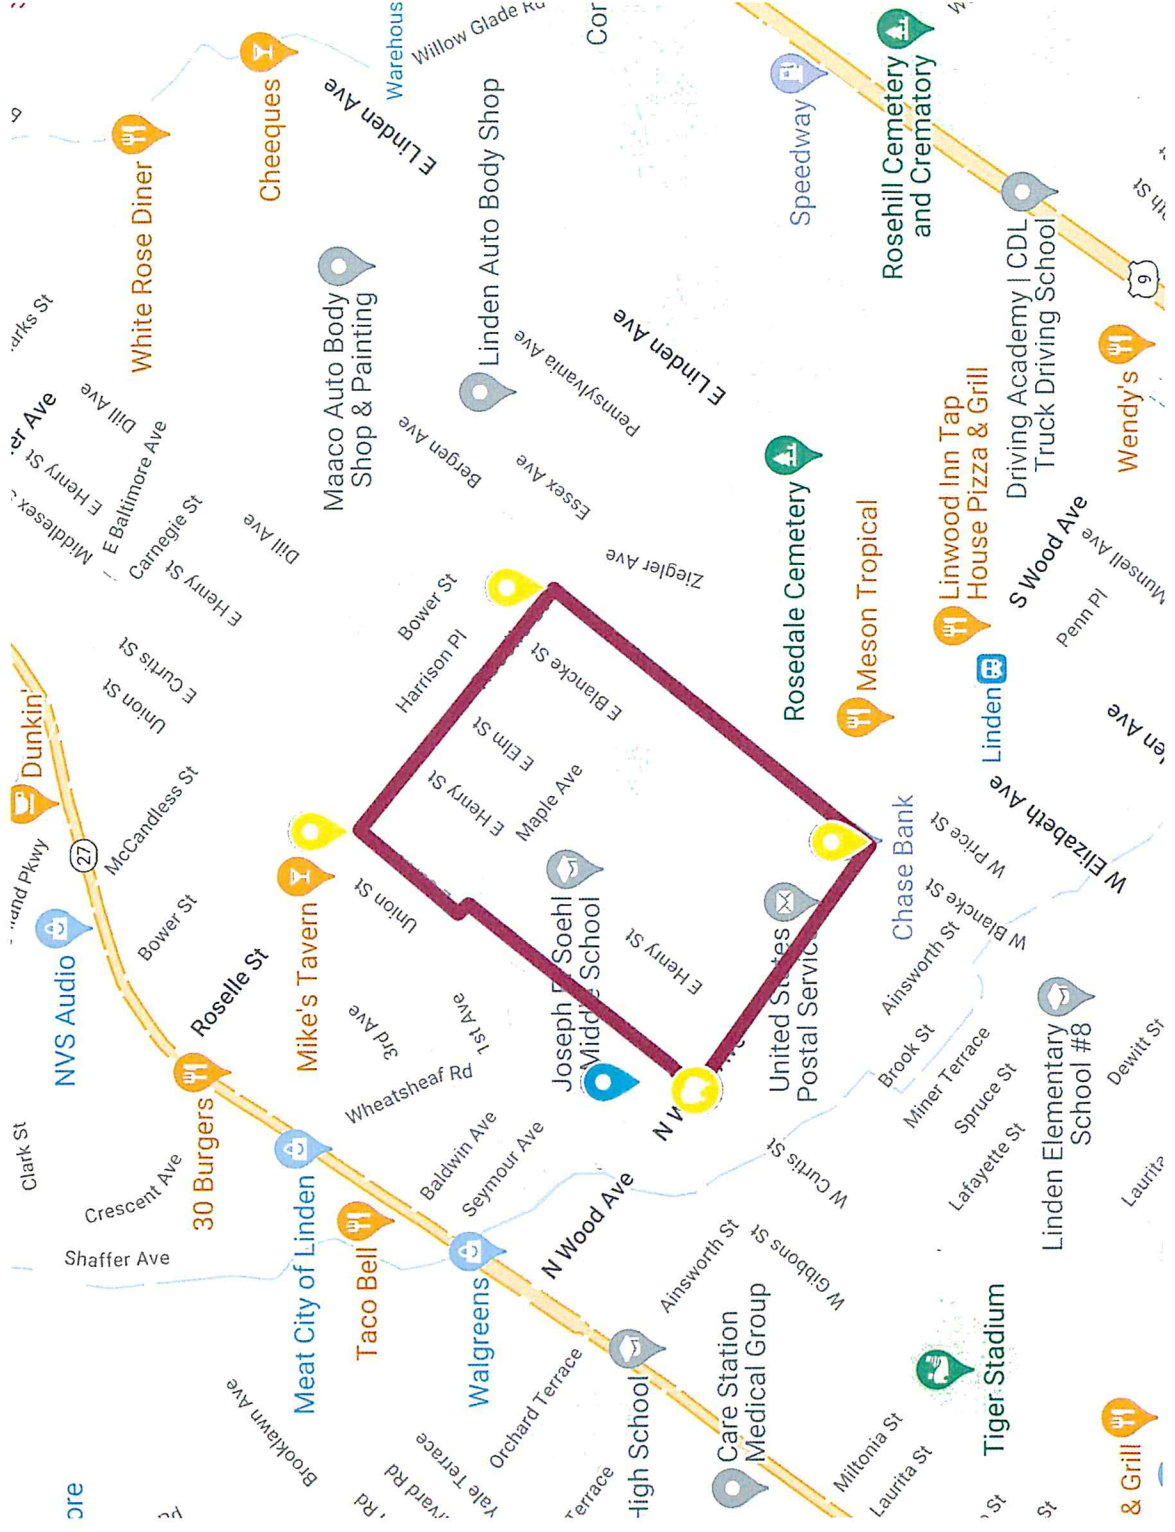 Cheeques
White Rose Diner
Warehous
Willow Glade Rd
Cor
E Linden Ave
Speedway
Rosehill Cemetery
and Crematory
Linden Auto Body Shop
Maaco Auto Body
Shop & Painting
Driving Academy | CDL
Truck Driving School
9
Wendy's
E Linden Ave
Pennsylvania Ave
Bergen Ave
Essex Ave
Ziegler Ave
Dill Ave
E Henry St
E Baltimore Ave
Carnegie St
Dill Ave
E Henry St
E Curtis St
Union St
Bower St
Harrison Pl
Rosedale Cemetery
Meson Tropical
Linwood Inn Tap
House Pizza & Grill
S Wood Ave
Munsell Ave
Penn Pl
Linden
Dunkin'
27
McCandless St
Bower St
Roselle St
NVS Audio
Mike's Tavern
Union St
E Blancke St
E Elm St
E Henry St
Maple Ave
Chase Bank
W Price St
W Elizabeth Ave
W Blancke St
Ainsworth St
United States
Postal Service
Joseph E. Soehl
Middle School
E Henry St
3rd Ave
1st Ave
Wheatsheaf Rd
30 Burgers
Clark St
Crescent Ave
Shaffer Ave
Meat City of Linden
Taco Bell
Walgreens
Baldwin Ave
Seymour Ave
N Wood Ave
N W
Brook St
Miner Terrace
Spruce St
Lafayette St
Linden Elementary
School #8
Dewitt St
W Curtis St
Ainsworth St
W Gibbons St
Care Station
Medical Group
High School
Orchard Terrace
Yale Terrace
Brooklawn Ave
Terrace
Tiger Stadium
Miltonia St
Laurita St
& Grill